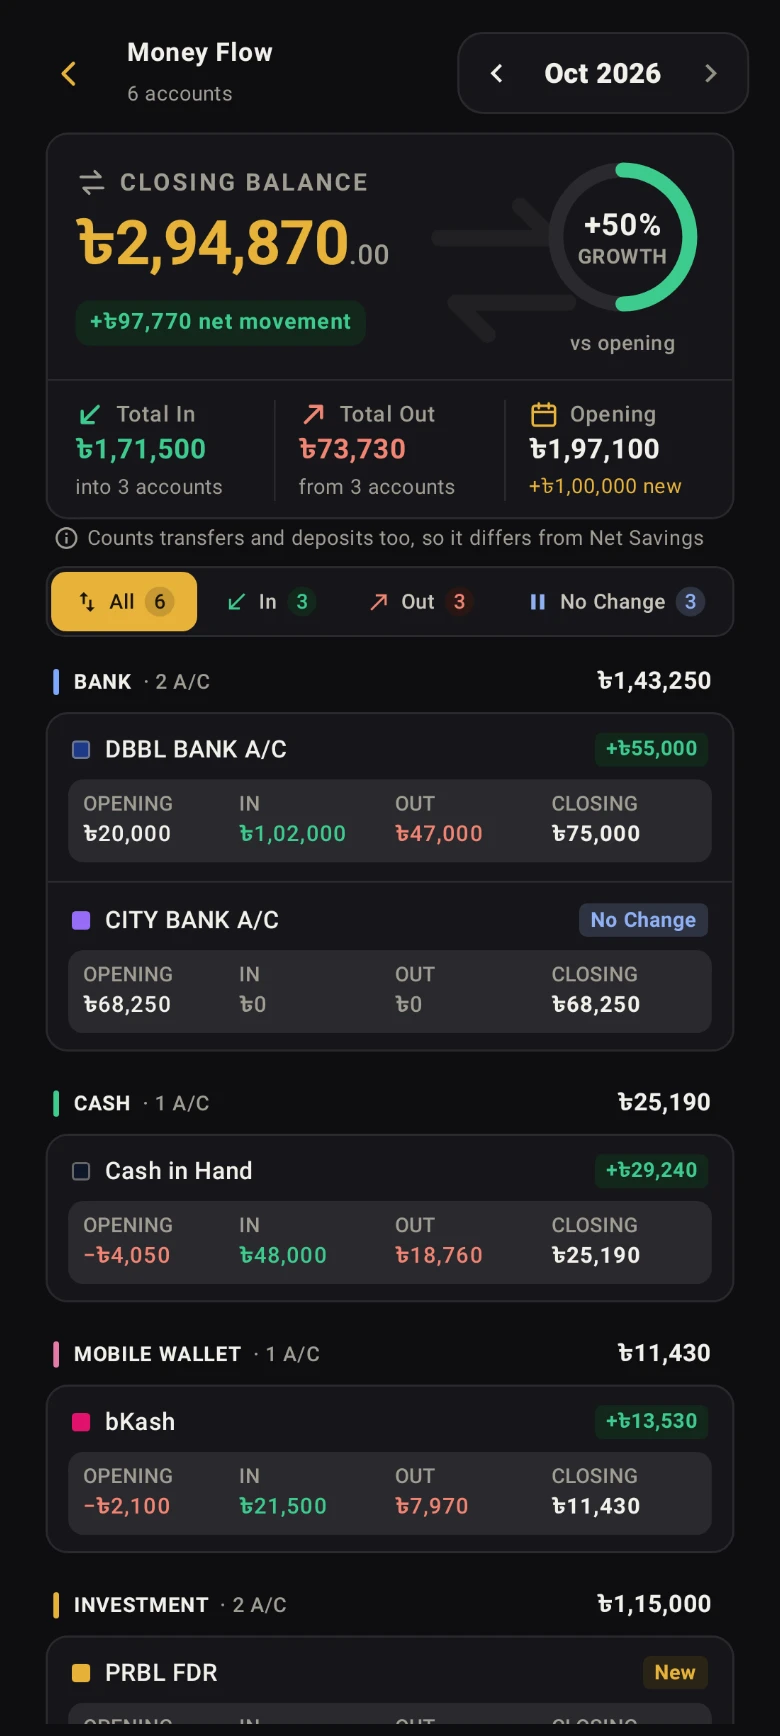 Money Flow
6 accounts
Oct 2026
CLOSING BALANCE
৳2,94,870.00
+50%
GROWTH
+৳97,770 net movement
vs opening
Total In
৳1,71,500
into 3 accounts
Total Out
৳73,730
from 3 accounts
Opening
৳1,97,100
+৳1,00,000 new
Counts transfers and deposits too, so it differs from Net Savings
All 6 In 3 Out 3 No Change 3
BANK · 2 A/C ৳1,43,250
DBBL BANK A/C +৳55,000
OPENING IN OUT CLOSING
৳20,000 ৳1,02,000 ৳47,000 ৳75,000
CITY BANK A/C No Change
OPENING IN OUT CLOSING
৳68,250 ৳0 ৳0 ৳68,250
CASH · 1 A/C ৳25,190
Cash in Hand +৳29,240
OPENING IN OUT CLOSING
−৳4,050 ৳48,000 ৳18,760 ৳25,190
MOBILE WALLET · 1 A/C ৳11,430
bKash +৳13,530
OPENING IN OUT CLOSING
−৳2,100 ৳21,500 ৳7,970 ৳11,430
INVESTMENT · 2 A/C ৳1,15,000
PRBL FDR New
OPENING IN OUT CLOSING